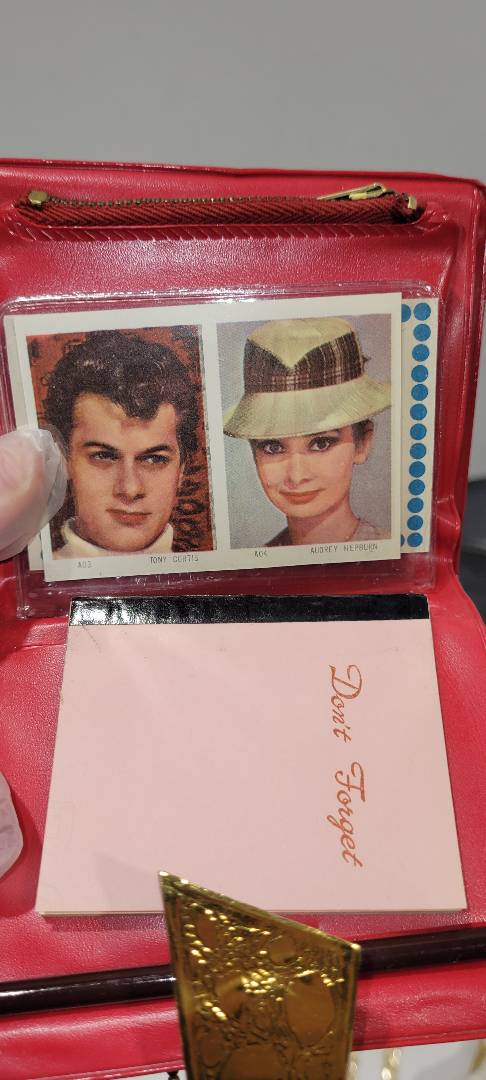 A03 TONY CURTIS A04 AUDREY HEPBURN
Don't Forget